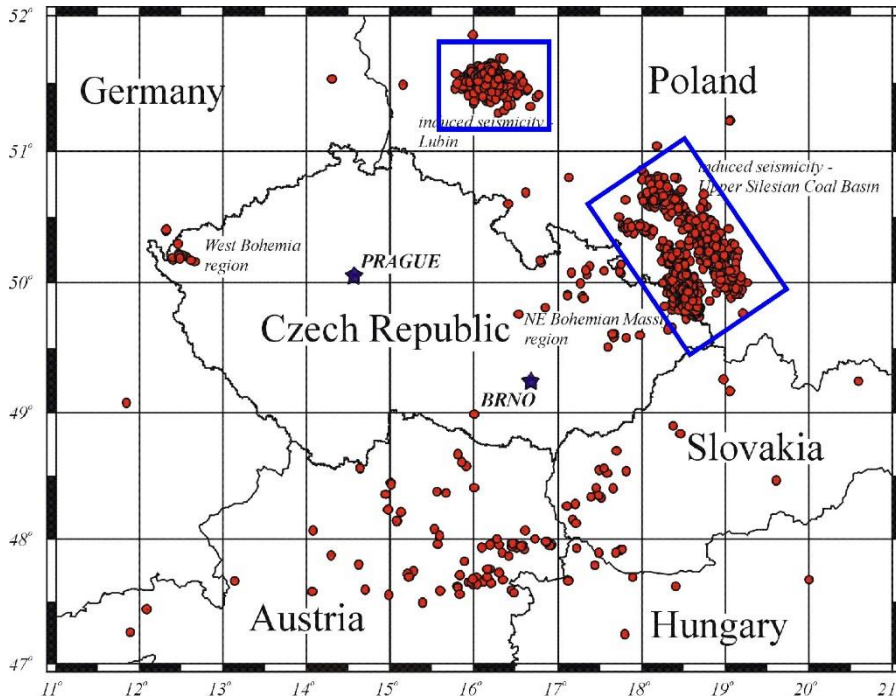 52°
Germany
Poland
induced seismicity -
Lubin
51°
induced seismicity -
Upper Silesian Coal Basin
West Bohemia
region
PRAGUE
50°
Czech Republic
NE Bohemian Massi
region
BRNO
49°
Slovakia
48°
Austria
Hungary
47°
11° 12° 13° 14° 15° 16° 17° 18° 19° 20° 21